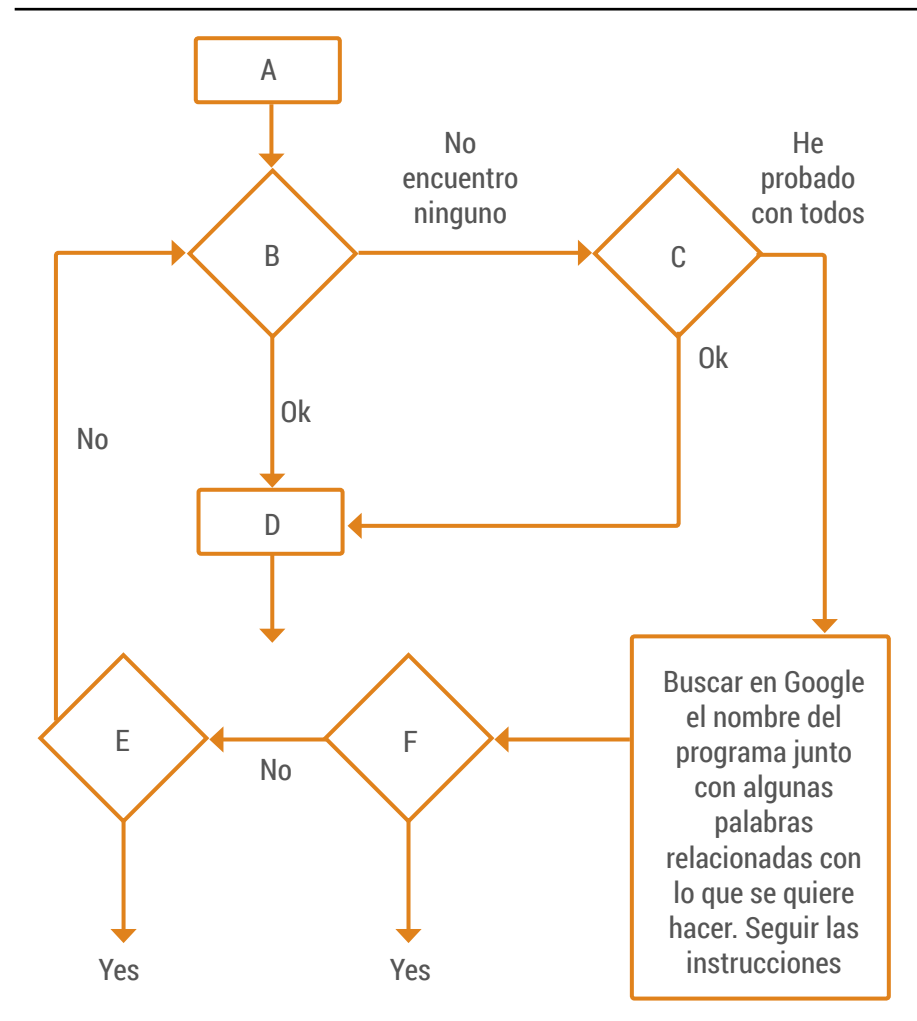 A
No
encuentro
ninguno
He
probado
con todos
B
C
Ok
Ok
No
D
Buscar en Google
el nombre del
programa junto
con algunas
palabras
relacionadas con
lo que se quiere
hacer. Seguir las
instrucciones
E
No
F
Yes
Yes